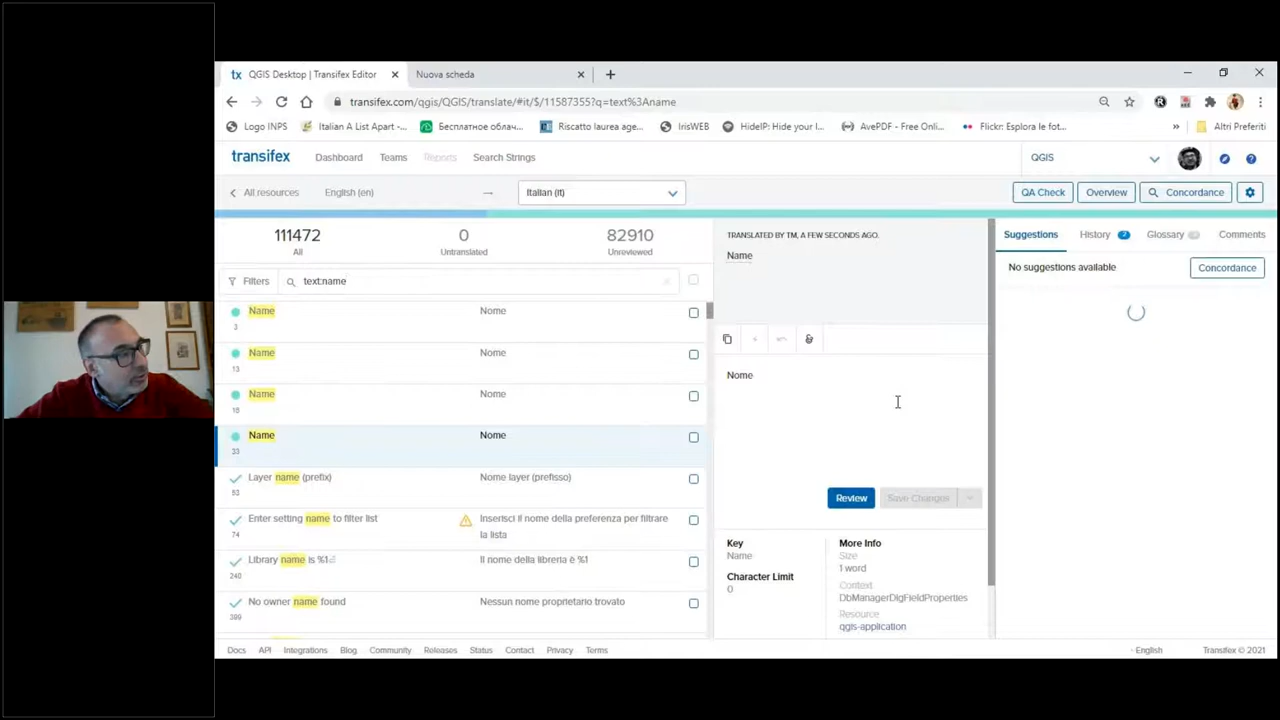 tx QGIS Desktop | Transifex Editor
Nuova scheda
transifex.com/qgis/QGIS/translate/#it/$/115873557?q=text%3Aname
Logo INPS Italian A List Apart -... Бесплатное облач... Riscatto laurea age... IrisWEB HideIP: Hide your I... AvePDF - Free Onli... Flickr: Esplora le fot... » Altri Preferiti
transifex Dashboard Teams Reports Search Strings QGIS
All resources English (en) → Italian (it) QA Check Overview Concordance
111472 0 82910
All Untranslated Unreviewed
Filters text:name
Name Nome
3
Name Nome
13
Name Nome
18
Name Nome
33
Layer name (prefix) Nome layer (prefisso)
53
Enter setting name to filter list Inserisci il nome della preferenza per filtrare
la lista
74
Library name is %1 Il nome della libreria è %1
240
No owner name found Nessun nome proprietario trovato
399
TRANSLATED BY TM, A FEW SECONDS AGO.
Name
Nome
Review Save Changes
Key
Name
Character Limit
0
More Info
Size
1 word
Context
DbManagerDlgFieldProperties
Resource
qgis-application
Suggestions History 2 Glossary Comments
No suggestions available Concordance
Docs API Integrations Blog Community Releases Status Contact Privacy Terms English Transifex © 2021